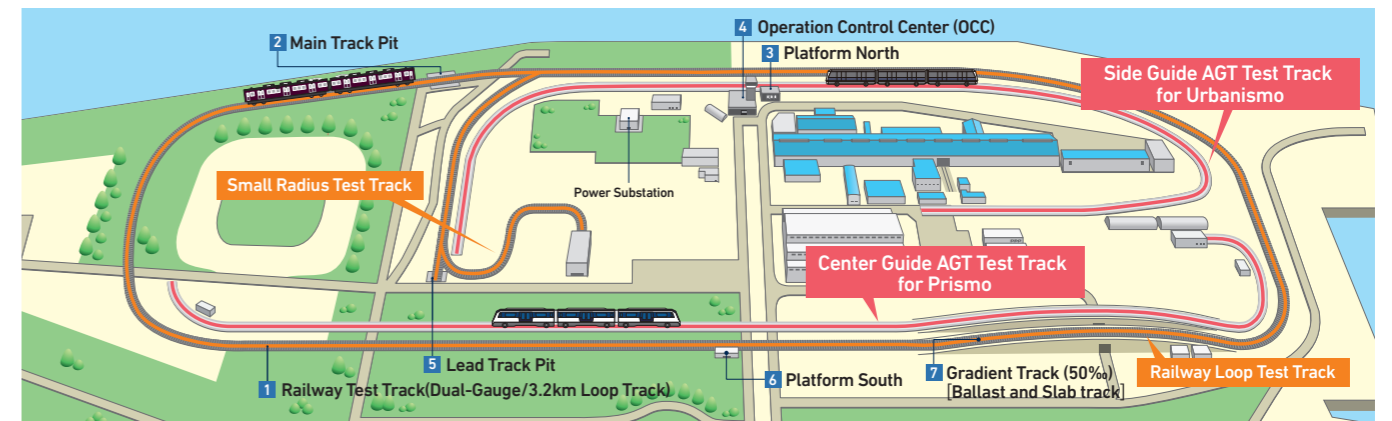 4 Operation Control Center (OCC)
2 Main Track Pit
3 Platform North
Side Guide AGT Test Track
for Urbanismo
Small Radius Test Track
Power Substation
Center Guide AGT Test Track
for Prismo
5 Lead Track Pit
1 Railway Test Track(Dual-Gauge/3.2km Loop Track)
6 Platform South
7 Gradient Track (50‰)
[Ballast and Slab track]
Railway Loop Test Track